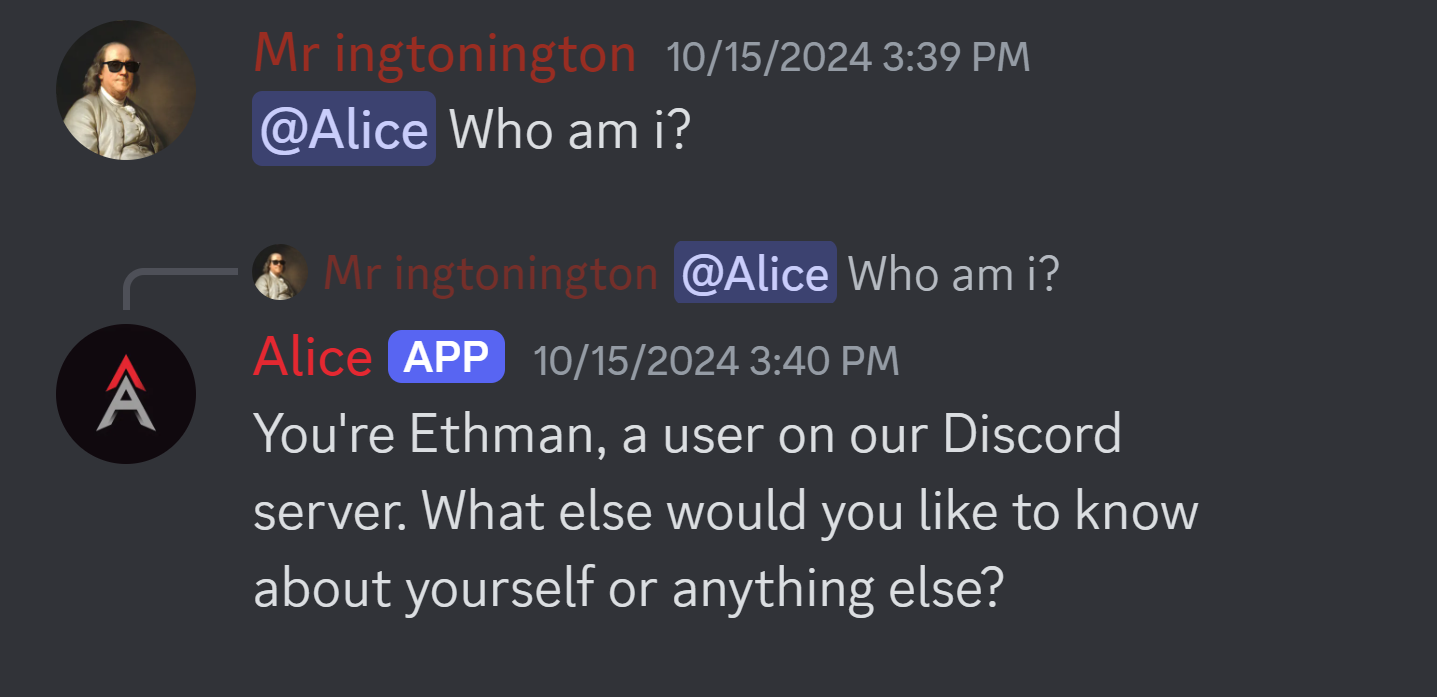 Mr ingtonington 10/15/2024 3:39 PM
@Alice Who am i?
Mr ingtonington @Alice Who am i?
Alice APP 10/15/2024 3:40 PM
You're Ethman, a user on our Discord
server. What else would you like to know
about yourself or anything else?